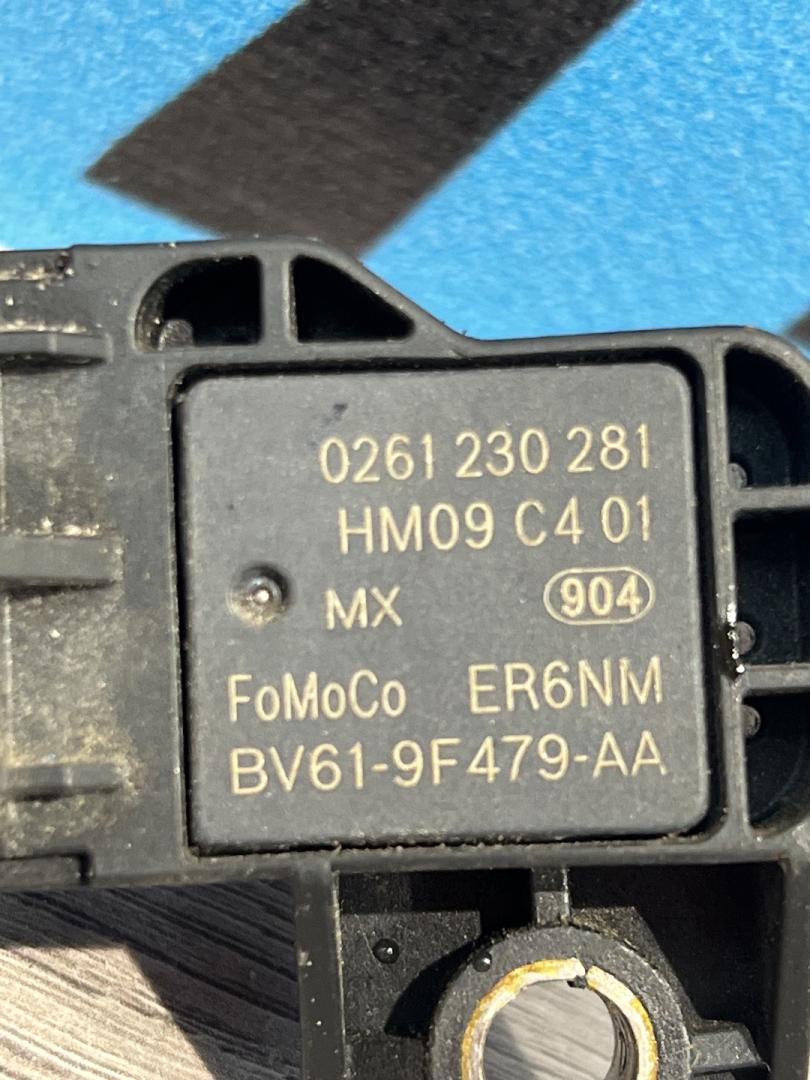 0261 230 281
HM09 C4 01
MX 904
FoMoCo ER6NM
BV61-9F479-AA